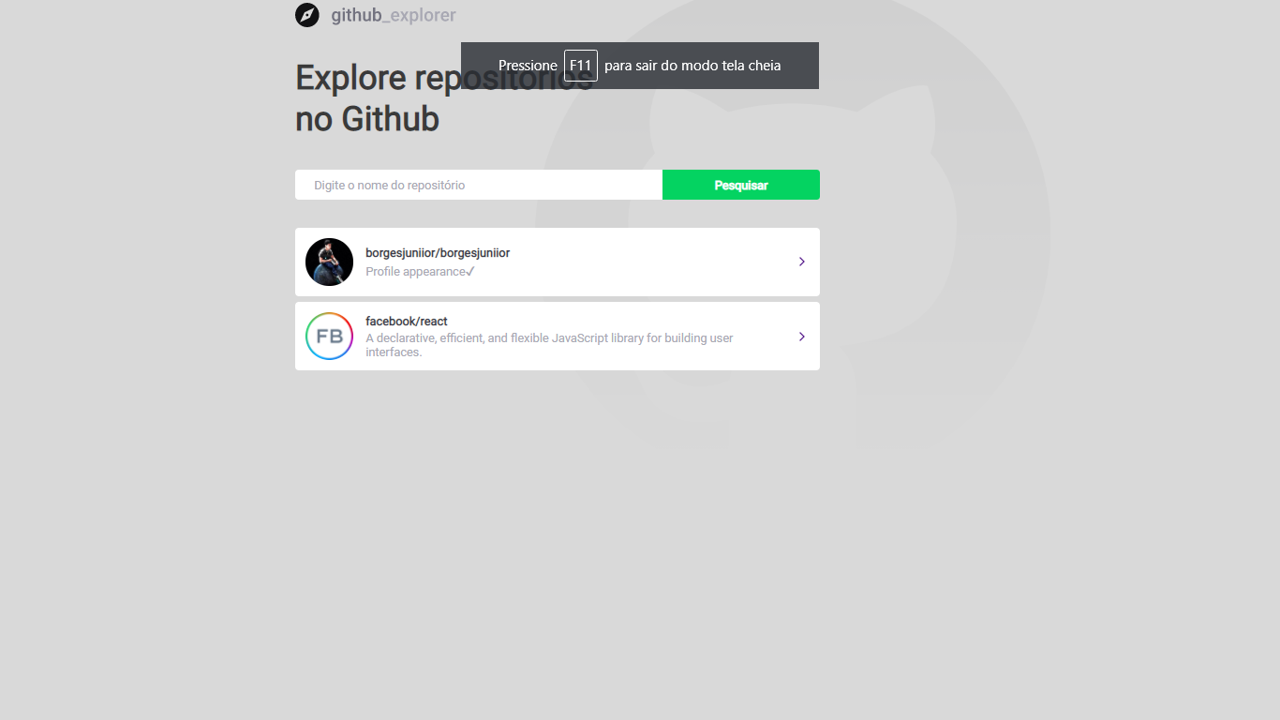 github_explorer
Pressione F11 para sair do modo tela cheia
Explore repositórios
no Github
Digite o nome do repositório
Pesquisar
borgesjuniior/borgesjuniior
Profile appearance✓
FB
facebook/react
A declarative, efficient, and flexible JavaScript library for building user
interfaces.